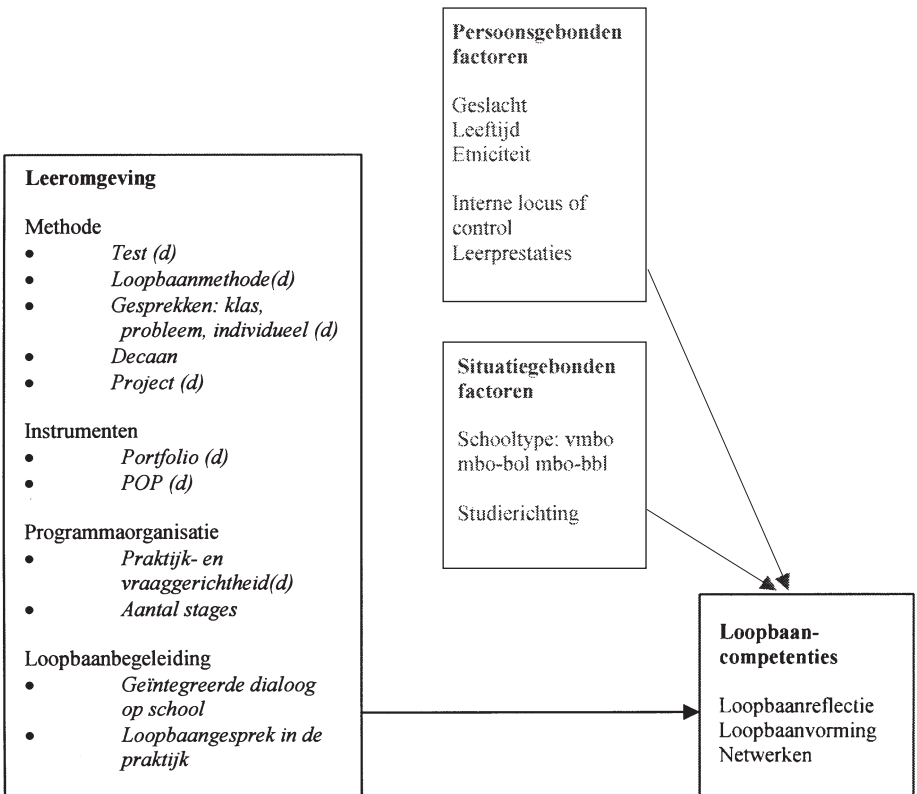 Persoonsgebonden
factoren
Geslacht
Leeftijd
Etniciteit
Interne locus of
control
Leerprestaties
Leeromgeving
Methode
• Test (d)
• Loopbaanmethode(d)
• Gesprekken: klas,
probleem, individueel (d)
• Decaan
• Project (d)
Instrumenten
• Portfolio (d)
• POP (d)
Programmaorganisatie
• Praktijk- en
vraaggerichtheid(d)
• Aantal stages
Loopbaanbegeleiding
• Geïntegreerde dialoog
op school
• Loopbaangesprek in de
praktijk
Situatiegebonden
factoren
Schooltype: vmbo
mbo-bol mbo-bbl
Studierichting
Loopbaan-
competenties
Loopbaanreflectie
Loopbaanvorming
Netwerken